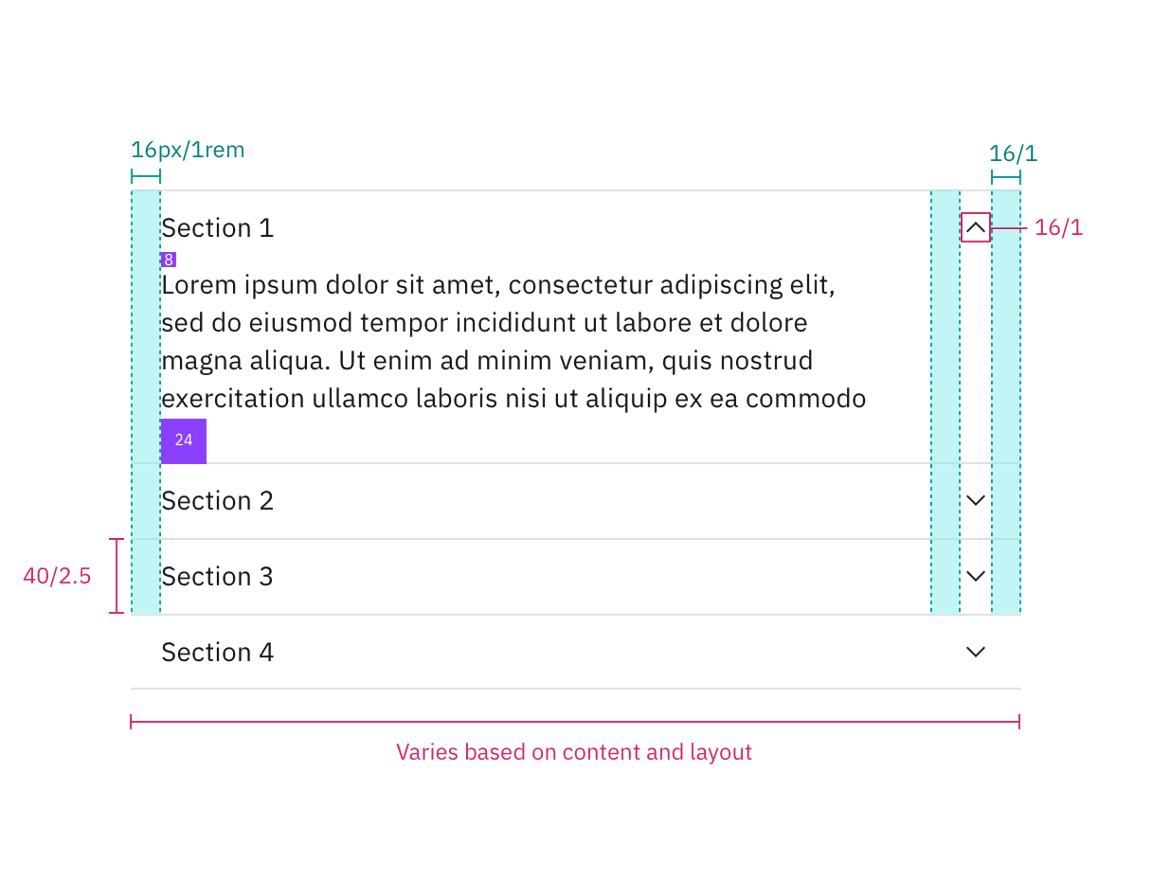 16px/1rem
16/1
Section 1
16/1
8
Lorem ipsum dolor sit amet, consectetur adipiscing elit,
sed do eiusmod tempor incididunt ut labore et dolore
magna aliqua. Ut enim ad minim veniam, quis nostrud
exercitation ullamco laboris nisi ut aliquip ex ea commodo
24
Section 2
40/2.5
Section 3
Section 4
Varies based on content and layout